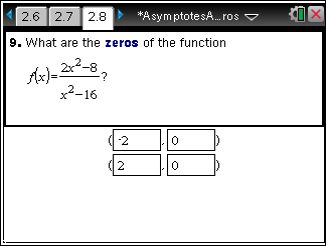 2.6 2.7 2.8 *AsymptotesA...ros
9. What are the zeros of the function
f(x)=2x²−8/x²−16?
(-2,0)
(2,0)